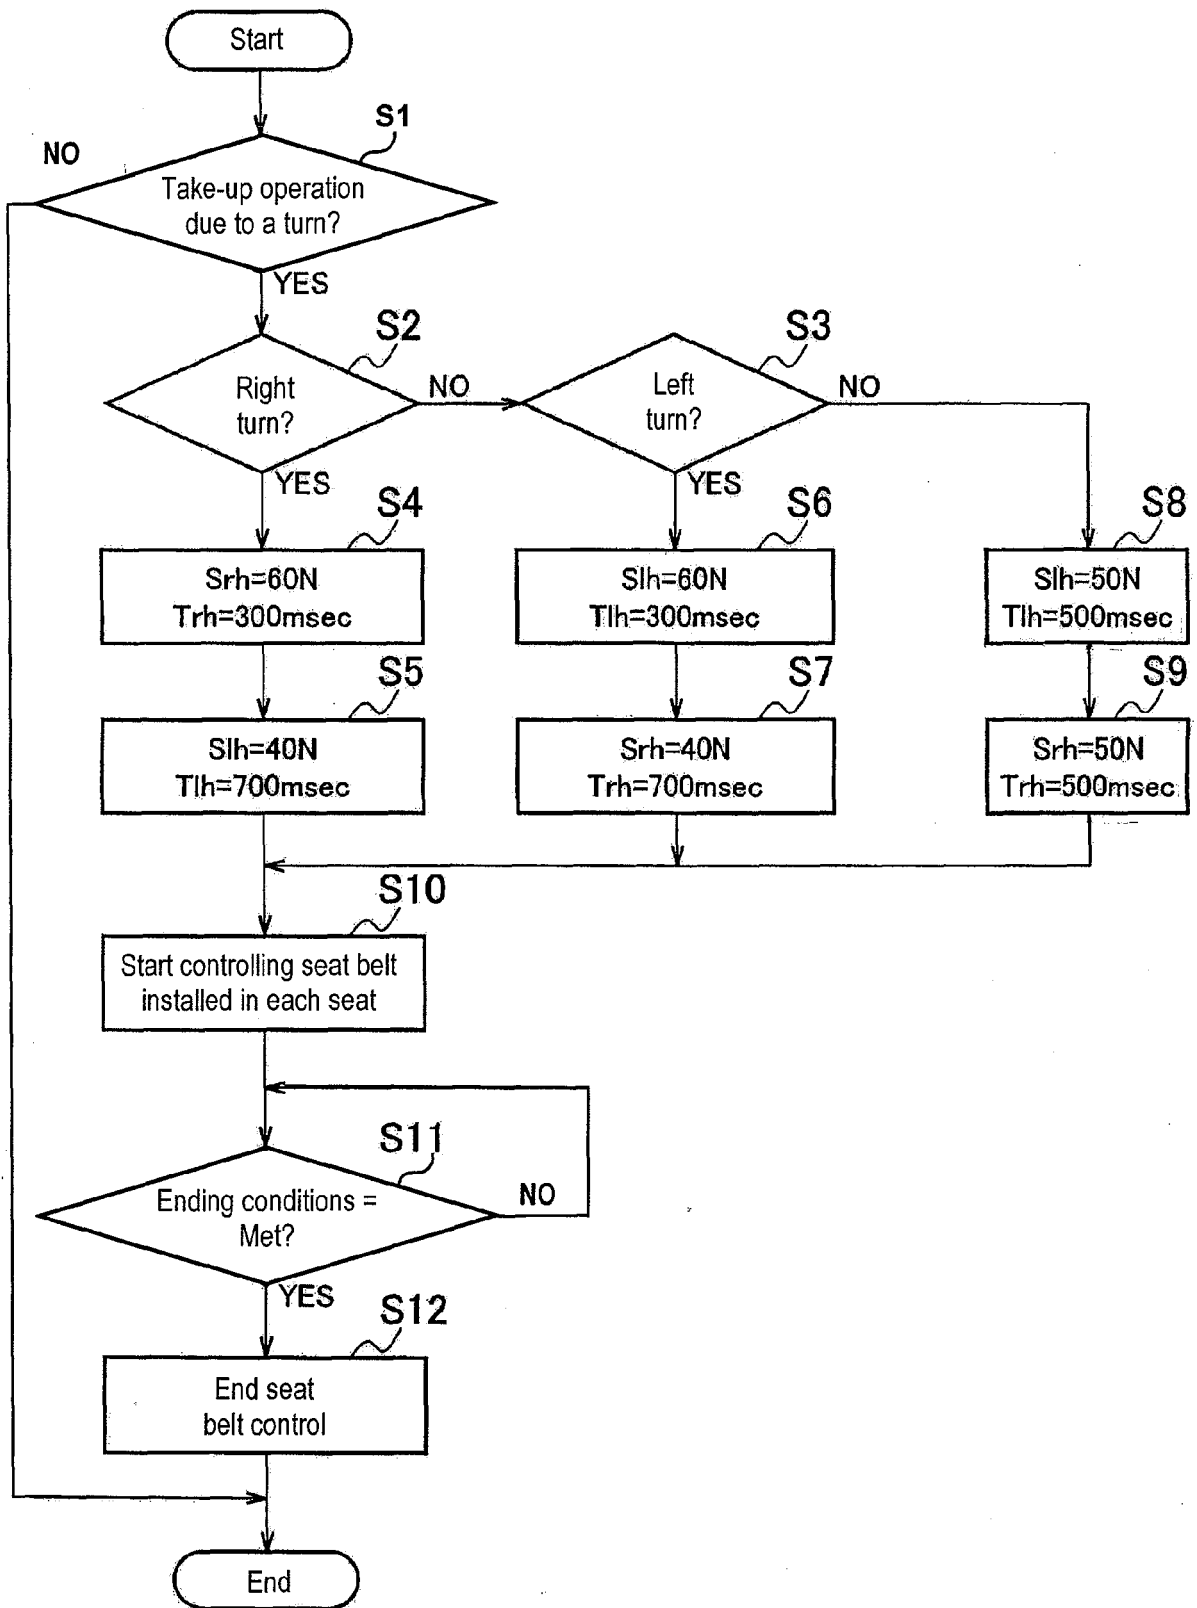 Start
S1
NO
Take-up operation
due to a turn?
YES
S2
Right
turn?
NO
YES
S3
Left
turn?
NO
YES
S4
Srh=60N
Trh=300msec
S6
Slh=60N
Tlh=300msec
S8
Slh=50N
Tlh=500msec
S5
Slh=40N
Tlh=700msec
S7
Srh=40N
Trh=700msec
S9
Srh=50N
Trh=500msec
S10
Start controlling seat belt
installed in each seat
S11
Ending conditions =
Met?
NO
YES
S12
End seat
belt control
End